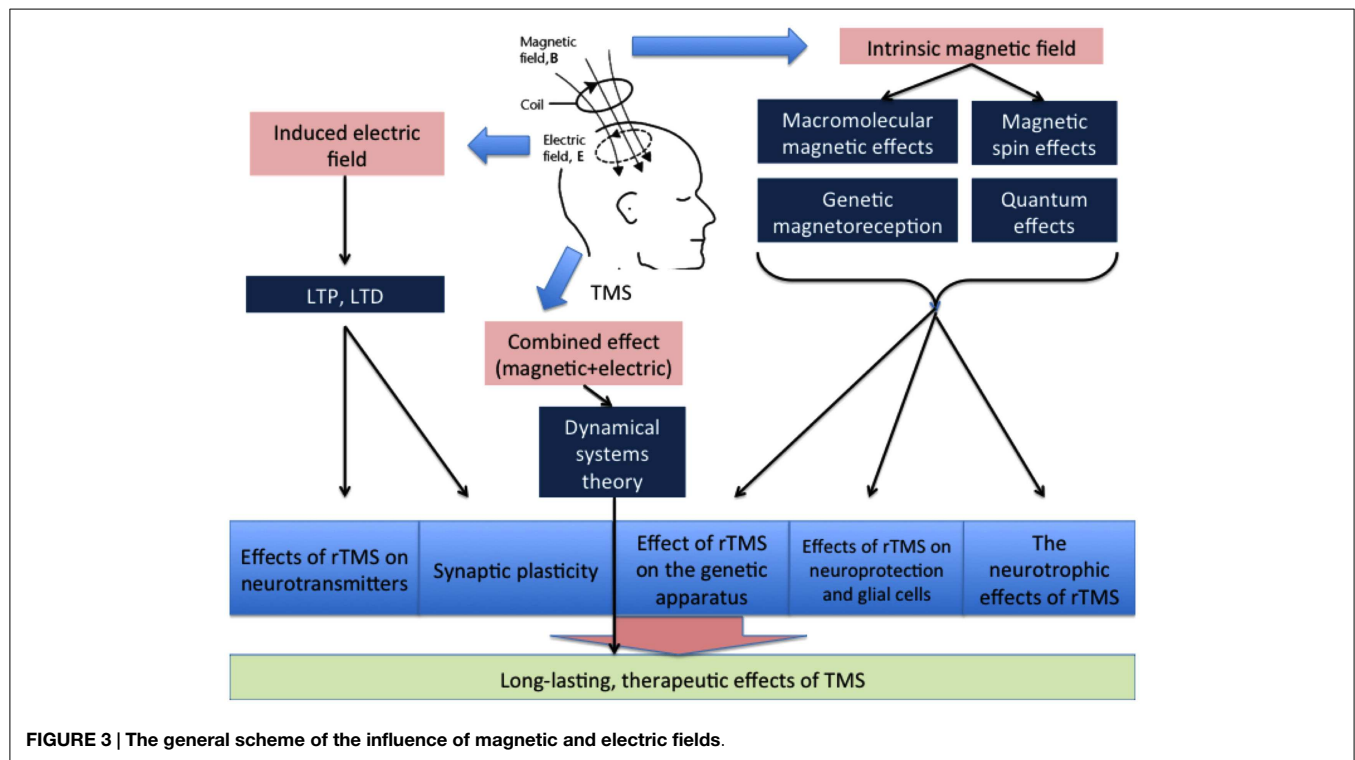 Magnetic
field,B
Coil
Electric
field, E
Intrinsic magnetic field
Macromolecular
magnetic effects
Magnetic
spin effects
Genetic
magnetoreception
Quantum
effects
Induced electric
field
LTP, LTD
TMS
Combined effect
(magnetic+electric)
Dynamical
systems
theory
Effects of rTMS on
neurotransmitters
Synaptic plasticity
Effect of rTMS
on the genetic
apparatus
Effects of rTMS on
neuroprotection
and glial cells
The
neurotrophic
effects of rTMS
Long-lasting, therapeutic effects of TMS
FIGURE 3 | The general scheme of the influence of magnetic and electric fields.